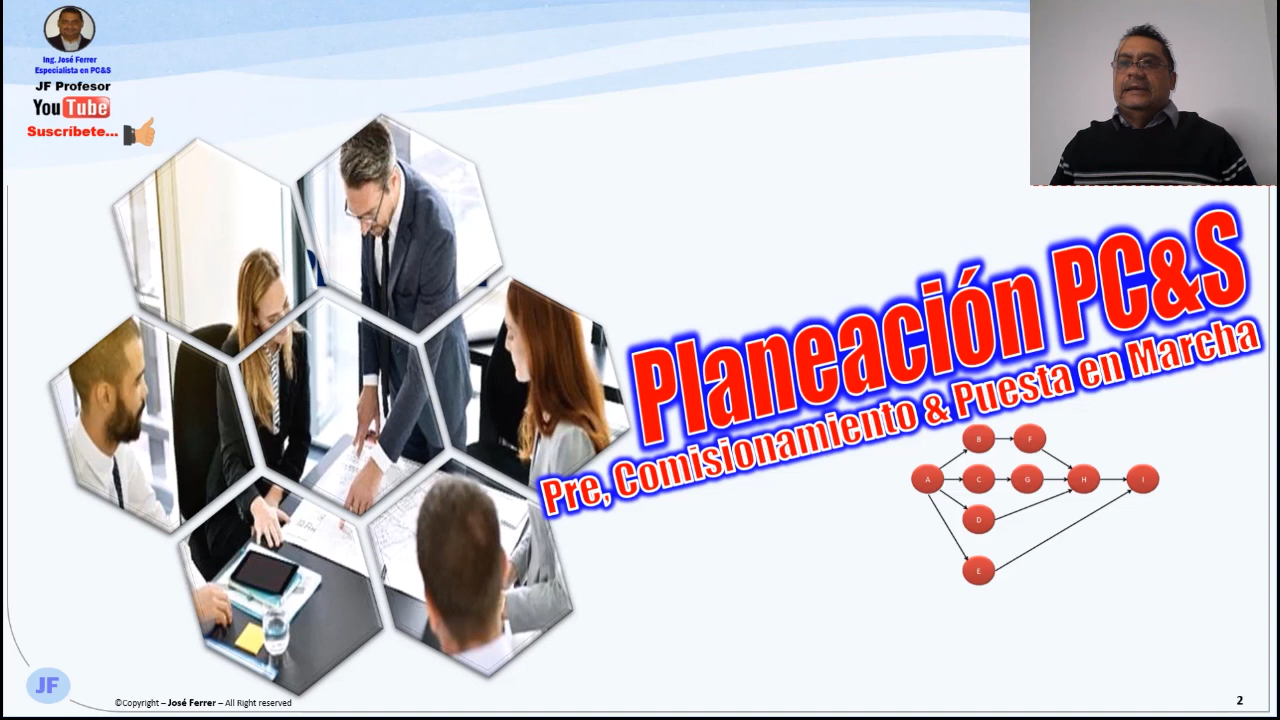 Ing. José Ferrer
Especialista en PC&S
JF Profesor
YouTube
Suscribete...
Planeación PC&S
Pre, Comisionamiento & Puesta en Marcha
B
F
A
C
G
H
I
D
E
JF
©Copyright – José Ferrer – All Right reserved
2